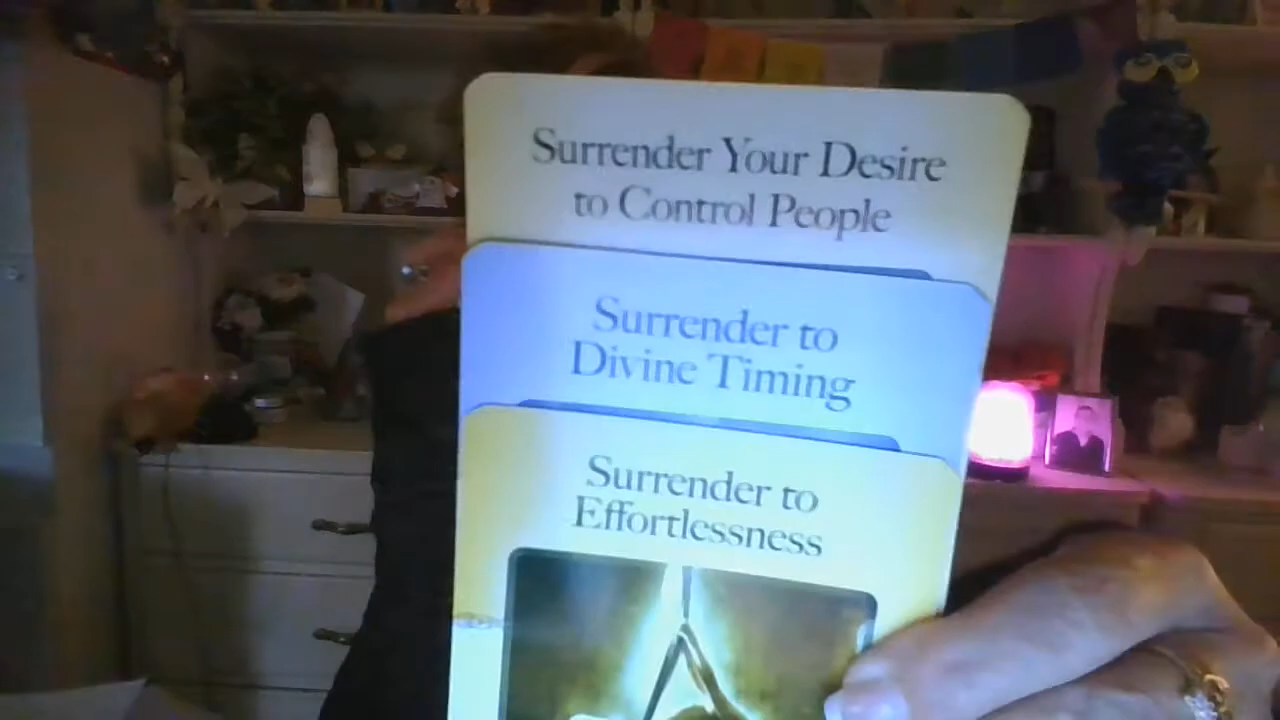 Surrender Your Desire
to Control People
Surrender to
Divine Timing
Surrender to
Effortlessness